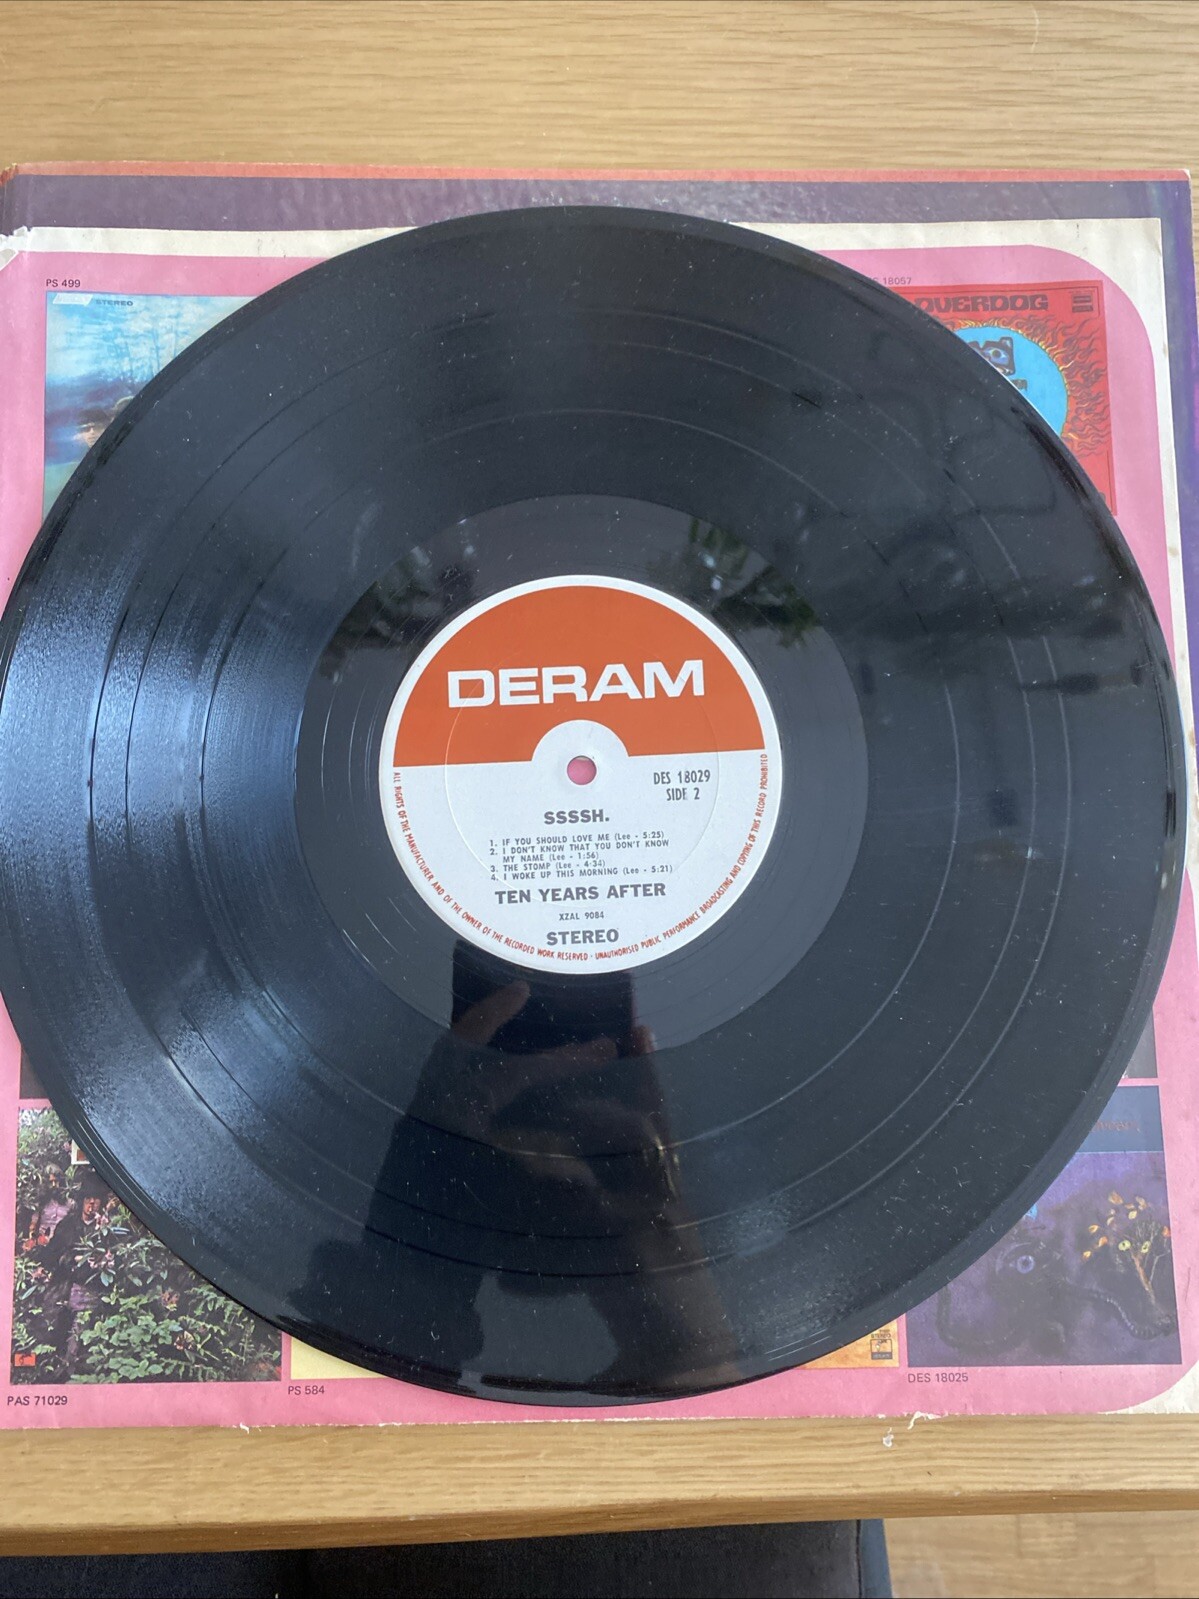 PS 499
STEREO
18057
OVERDOG
DERAM
DES 18029
SIDE 2
SSSSH.
1. IF YOU SHOULD LOVE ME (Lee - 5:25)
2. I DON'T KNOW THAT YOU DON'T KNOW
MY NAME (Lee - 1:56)
3. THE STOMP (Lee - 4:34)
4. I WOKE UP THIS MORNING (Lee - 5:21)
TEN YEARS AFTER
XZAL 9084
STEREO
ALL RIGHTS OF THE MANUFACTURER AND OF THE OWNER OF THE RECORDED WORK RESERVED - UNAUTHORISED PUBLIC PERFORMANCE BROADCASTING AND COPYING OF THIS RECORD PROHIBITED
PAS 71029
PS 584
DES 18025